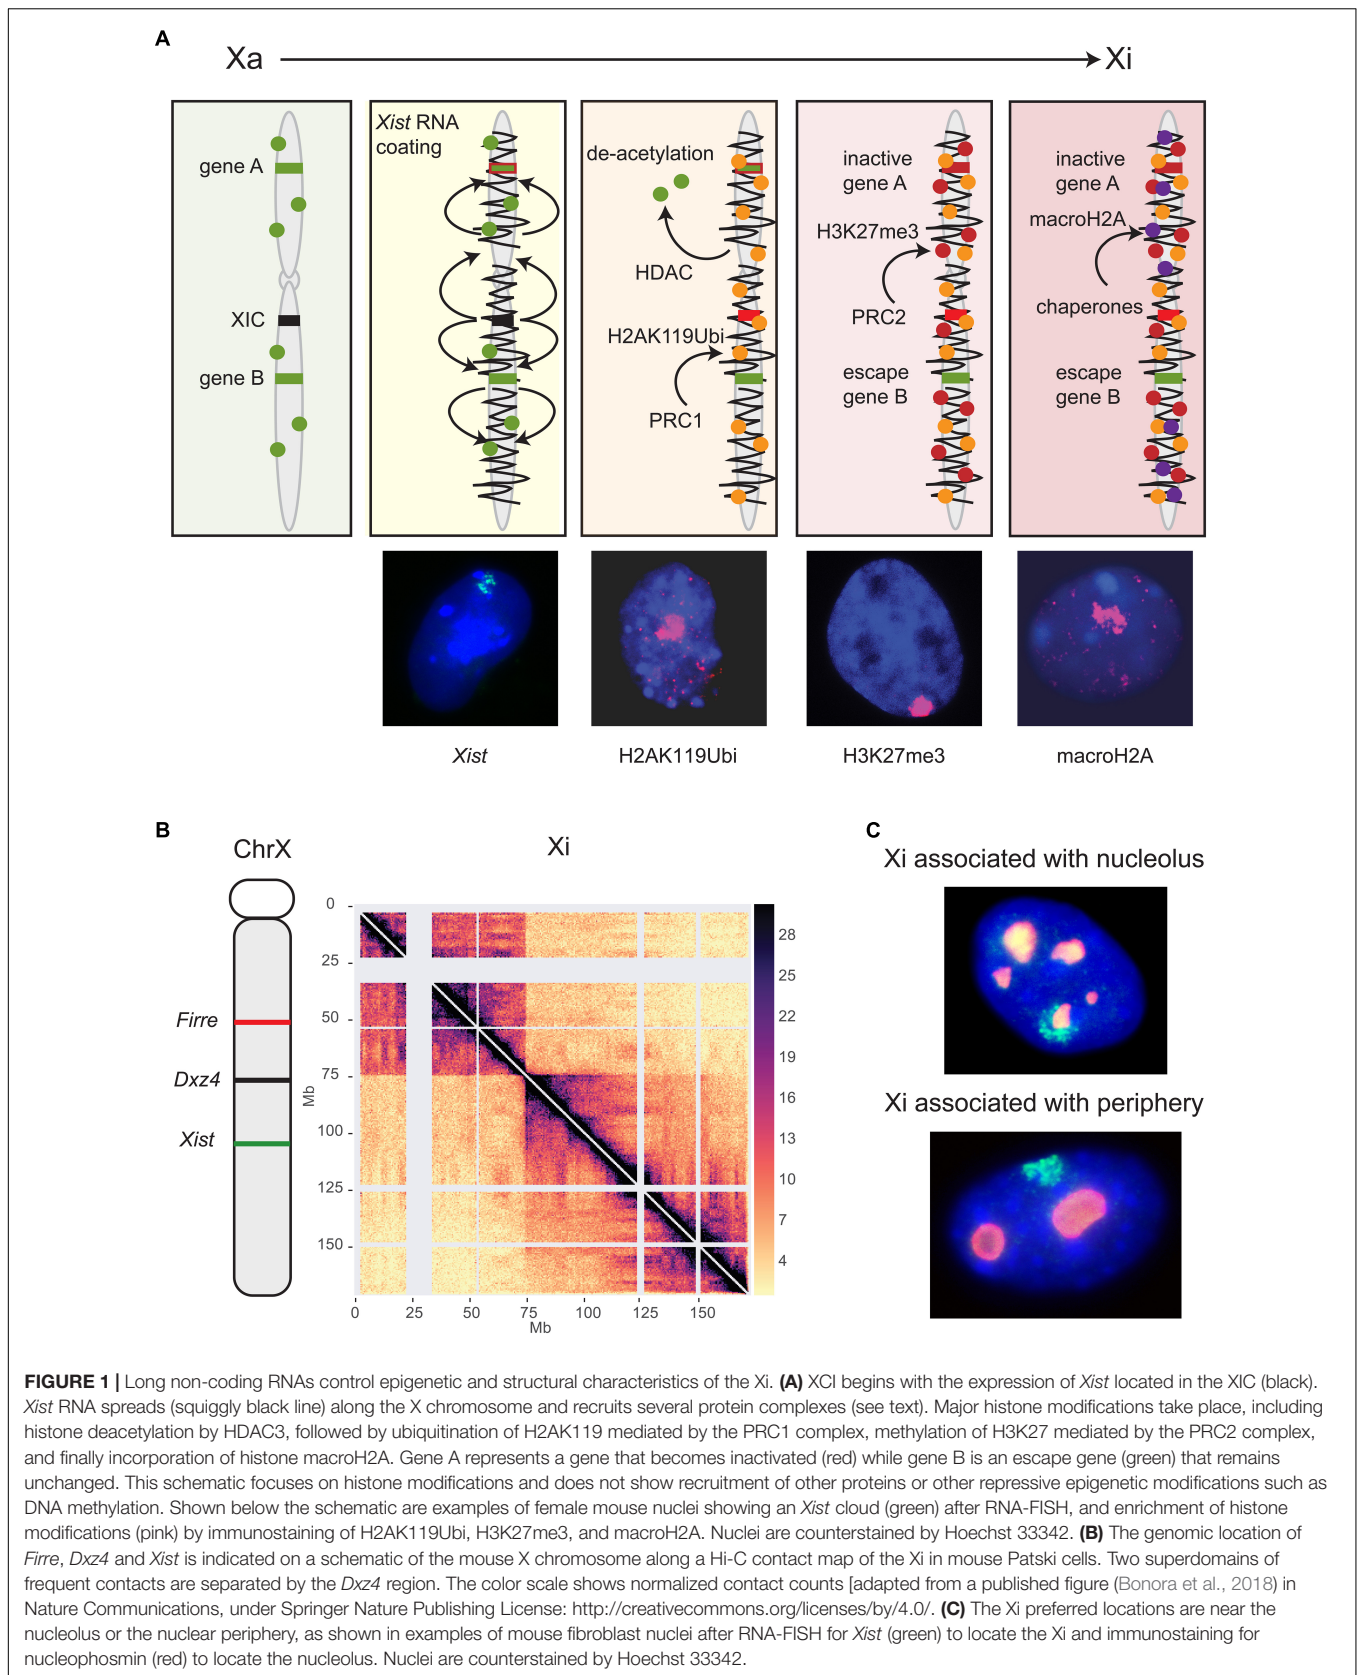 A
Xa
Xi
gene A
XIC
gene B
Xist RNA
coating
de-acetylation
HDAC
H2AK119Ubi
PRC1
inactive
gene A
H3K27me3
PRC2
escape
gene B
inactive
gene A
macroH2A
chaperones
escape
gene B
Xist
H2AK119Ubi
H3K27me3
macroH2A
B
ChrX
Firre
Dxz4
Xist
Xi
0
25
50
75
100
125
150
Mb
0
25
50
75
100
125
150
Mb
28
25
22
19
16
13
10
7
4
C
Xi associated with nucleolus
Xi associated with periphery
FIGURE 1 | Long non-coding RNAs control epigenetic and structural characteristics of the Xi. (A) XCI begins with the expression of Xist located in the XIC (black).
Xist RNA spreads (squiggly black line) along the X chromosome and recruits several protein complexes (see text). Major histone modifications take place, including
histone deacetylation by HDAC3, followed by ubiquitination of H2AK119 mediated by the PRC1 complex, methylation of H3K27 mediated by the PRC2 complex,
and finally incorporation of histone macroH2A. Gene A represents a gene that becomes inactivated (red) while gene B is an escape gene (green) that remains
unchanged. This schematic focuses on histone modifications and does not show recruitment of other proteins or other repressive epigenetic modifications such as
DNA methylation. Shown below the schematic are examples of female mouse nuclei showing an Xist cloud (green) after RNA-FISH, and enrichment of histone
modifications (pink) by immunostaining of H2AK119Ubi, H3K27me3, and macroH2A. Nuclei are counterstained by Hoechst 33342. (B) The genomic location of
Firre, Dxz4 and Xist is indicated on a schematic of the mouse X chromosome along a Hi-C contact map of the Xi in mouse Patski cells. Two superdomains of
frequent contacts are separated by the Dxz4 region. The color scale shows normalized contact counts [adapted from a published figure (Bonora et al., 2018) in
Nature Communications, under Springer Nature Publishing License: http://creativecommons.org/licenses/by/4.0/. (C) The Xi preferred locations are near the
nucleolus or the nuclear periphery, as shown in examples of mouse fibroblast nuclei after RNA-FISH for Xist (green) to locate the Xi and immunostaining for
nucleophosmin (red) to locate the nucleolus. Nuclei are counterstained by Hoechst 33342.